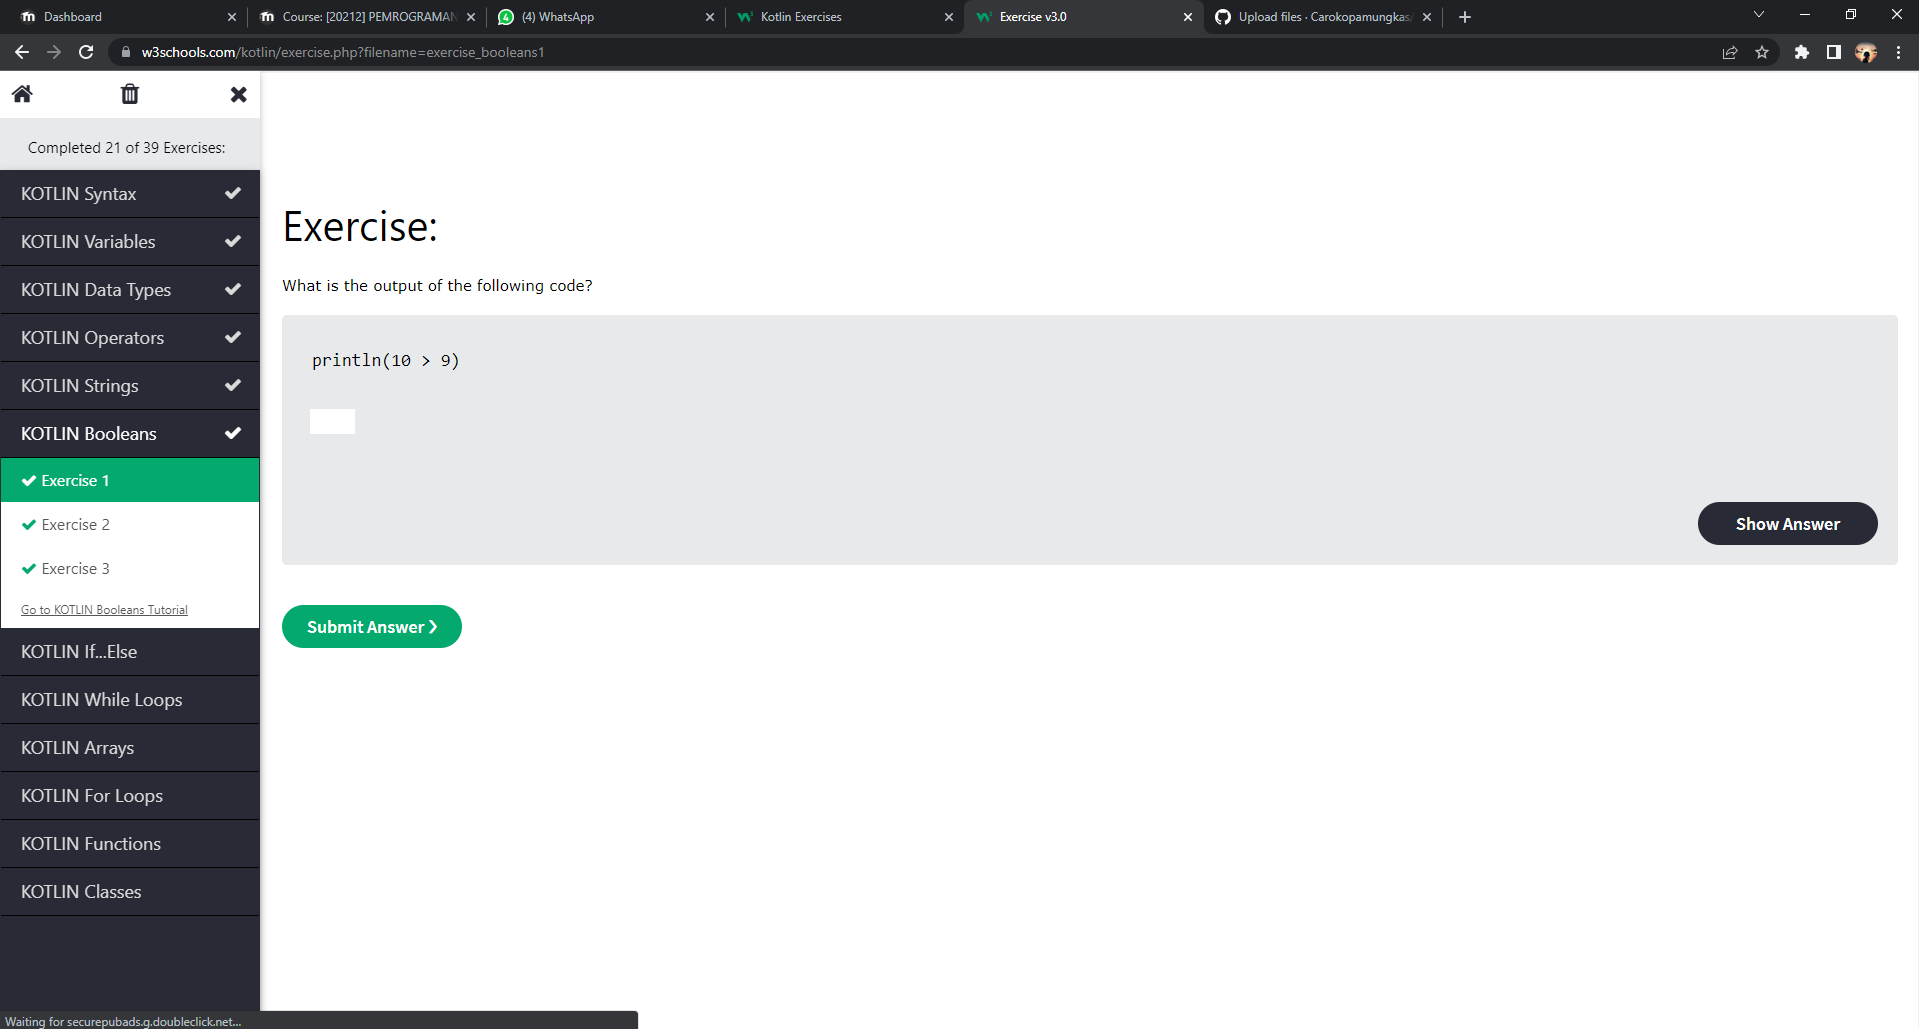 Dashboard
Course: [20212] PEMROGRAMAN
(4) WhatsApp
Kotlin Exercises
Exercise v3.0
Upload files · Carokopamungkas/
w3schools.com/kotlin/exercise.php?filename=exercise_booleans1
Completed 21 of 39 Exercises:
KOTLIN Syntax
KOTLIN Variables
KOTLIN Data Types
KOTLIN Operators
KOTLIN Strings
KOTLIN Booleans
Exercise 1
Exercise 2
Exercise 3
Go to KOTLIN Booleans Tutorial
KOTLIN If...Else
KOTLIN While Loops
KOTLIN Arrays
KOTLIN For Loops
KOTLIN Functions
KOTLIN Classes
Exercise:
What is the output of the following code?
println(10 > 9)
Show Answer
Submit Answer ❯
Waiting for securepubads.g.doubleclick.net...